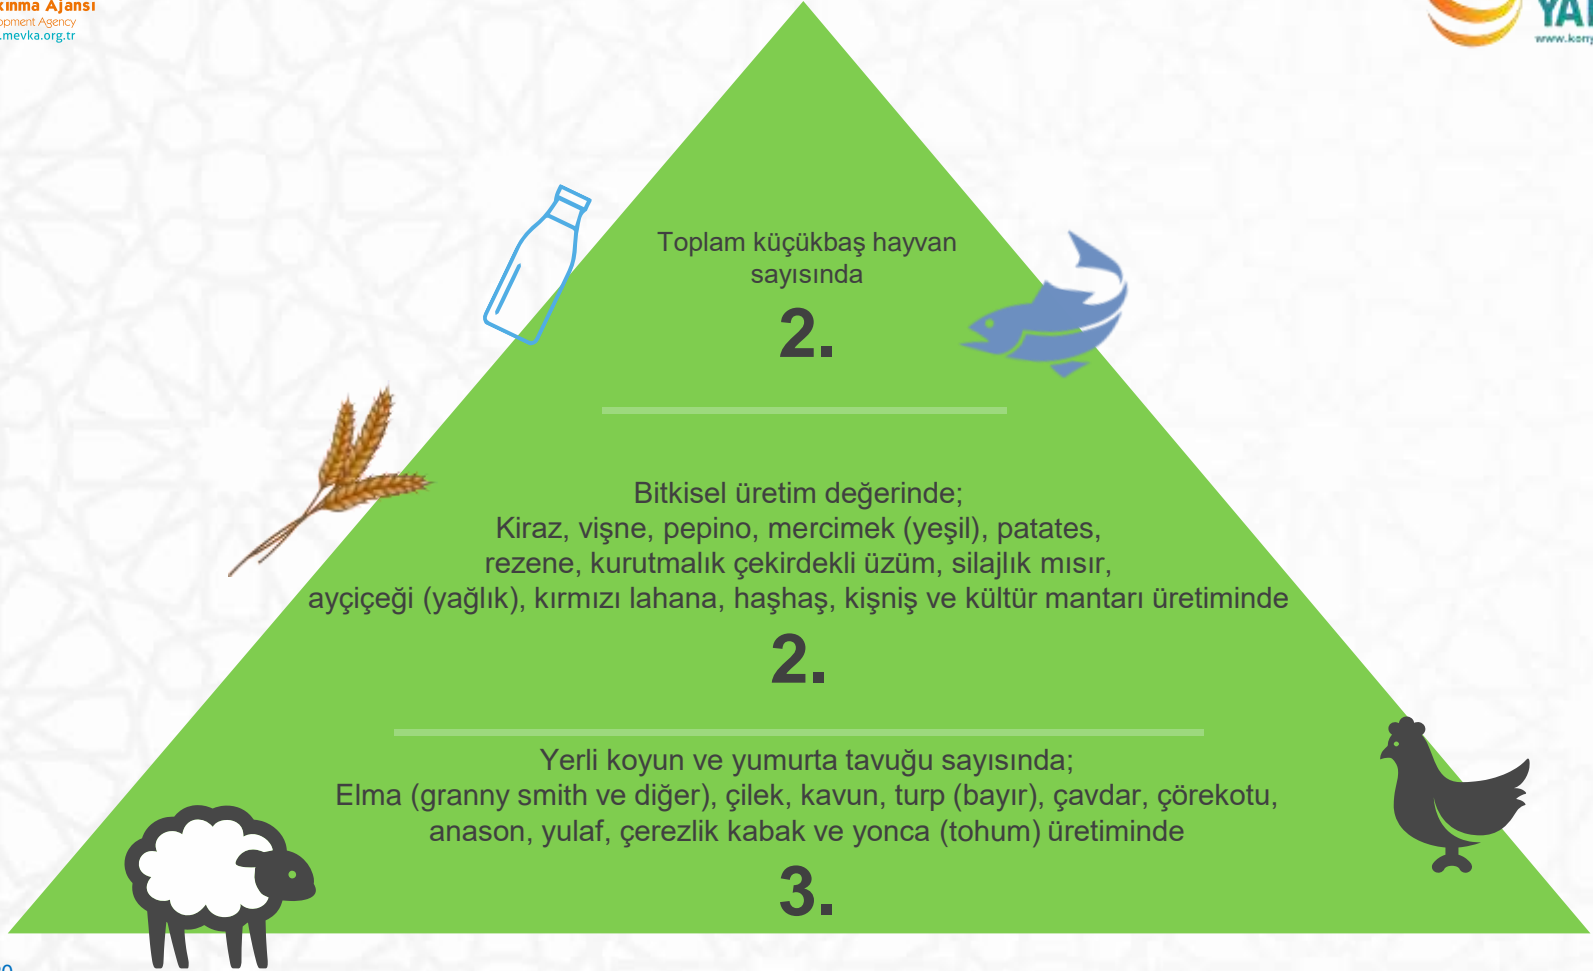 Development Agency
.mevka.org.tr
Toplam küçükbaş hayvan
sayısında
2.
Bitkisel üretim değerinde;
Kiraz, vişne, pepino, mercimek (yeşil), patates,
rezene, kurutmalık çekirdekli üzüm, silajlık mısır,
ayçiçeği (yağlık), kırmızı lahana, haşhaş, kişniş ve kültür mantarı üretiminde
2.
Yerli koyun ve yumurta tavuğu sayısında;
Elma (granny smith ve diğer), çilek, kavun, turp (bayır), çavdar, çörekotu,
anason, yulaf, çerezlik kabak ve yonca (tohum) üretiminde
3.